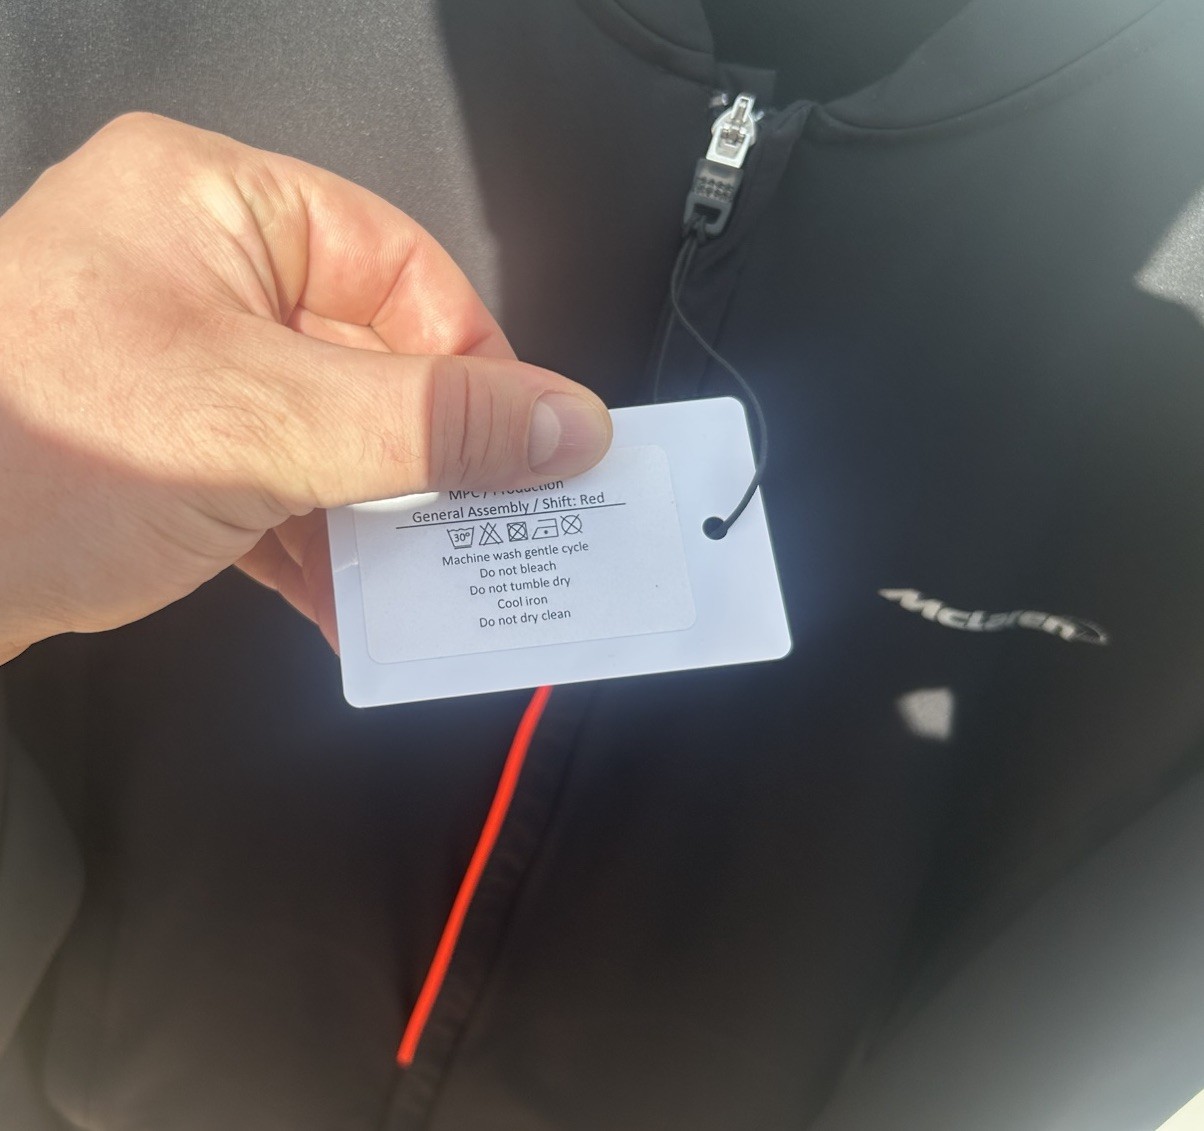 MPC / Production
General Assembly / Shift: Red
30°
Machine wash gentle cycle
Do not bleach
Do not tumble dry
Cool iron
Do not dry clean
McLaren